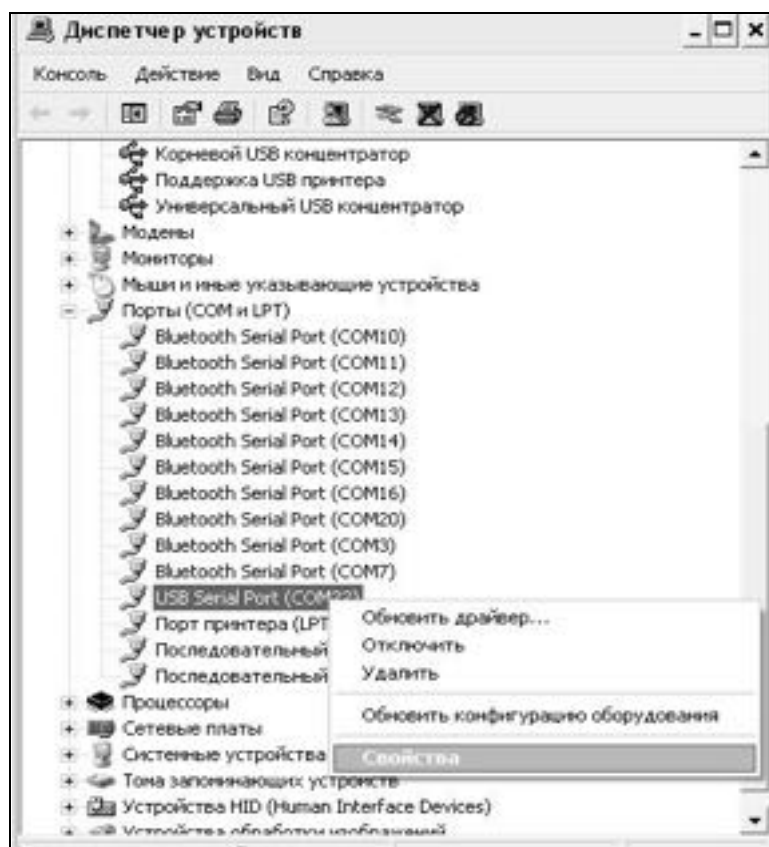 Диспетчер устройств
Консоль Действие Вид Справка
Корневой USB концентратор
Поддержка USB принтера
Универсальный USB концентратор
Модемы
Мониторы
Мыши и иные указывающие устройства
Порты (COM и LPT)
Bluetooth Serial Port (COM10)
Bluetooth Serial Port (COM11)
Bluetooth Serial Port (COM12)
Bluetooth Serial Port (COM13)
Bluetooth Serial Port (COM14)
Bluetooth Serial Port (COM15)
Bluetooth Serial Port (COM16)
Bluetooth Serial Port (COM20)
Bluetooth Serial Port (COM3)
Bluetooth Serial Port (COM7)
USB Serial Port
Порт принтера (LPT
Последовательный
Последовательный
Обновить драйвер...
Отключить
Удалить
Обновить конфигурацию оборудования
Свойства
Процессоры
Сетевые платы
Системные устройства
Тома запоминающих устройств
Устройства HID (Human Interface Devices)
Устройства обработки изображений